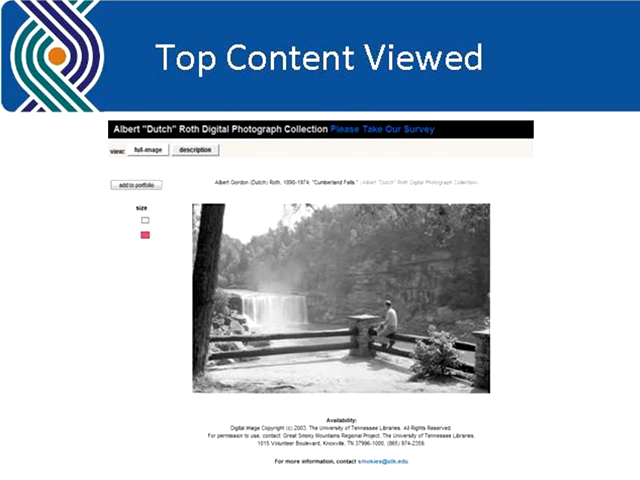 Top Content Viewed
Albert "Dutch" Roth Digital Photograph Collection Please Take Our Survey
view: full-image description
add to portfolio
Albert Gordon (Dutch) Roth, 1890-1974, "Cumberland Falls." : Albert "Dutch" Roth Digital Photograph Collection.
size
Availability:
Digital Image Copyright (c) 2003, The University of Tennessee Libraries. All Rights Reserved.
For permission to use, contact: Great Smoky Mountains Regional Project, The University of Tennessee Libraries,
1015 Volunteer Boulevard, Knoxville, TN 37996-1000, (865) 974-2359.
For more information, contact smokies@utk.edu